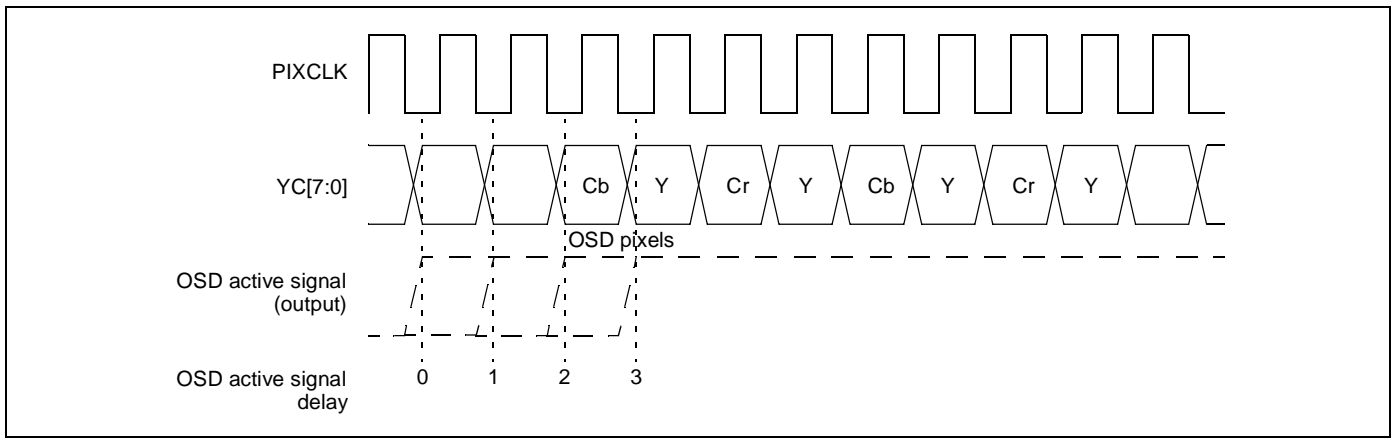 PIXCLK
YC[7:0]
Cb Y Cr Y Cb Y Cr Y
OSD pixels
OSD active signal
(output)
OSD active signal
delay
0 1 2 3